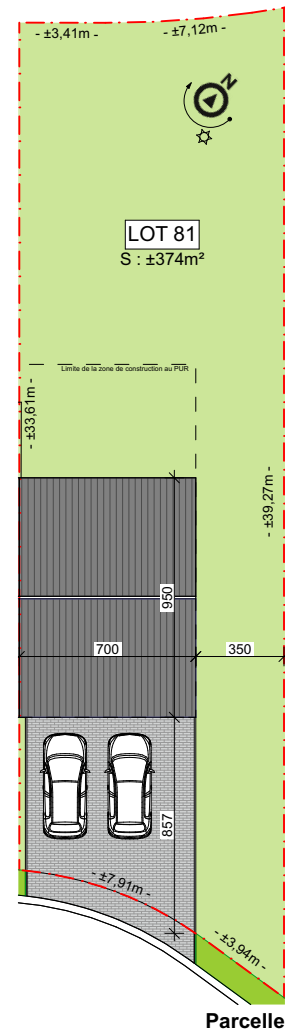 - ±3,41m -
- ±7,12m -
N
LOT 81
S : ±374m²
Limite de la zone de construction au PUR
- ±33,61m -
- ±39,27m -
950
700
350
857
- ±7,91m -
- ±3,94m -
Parcelle